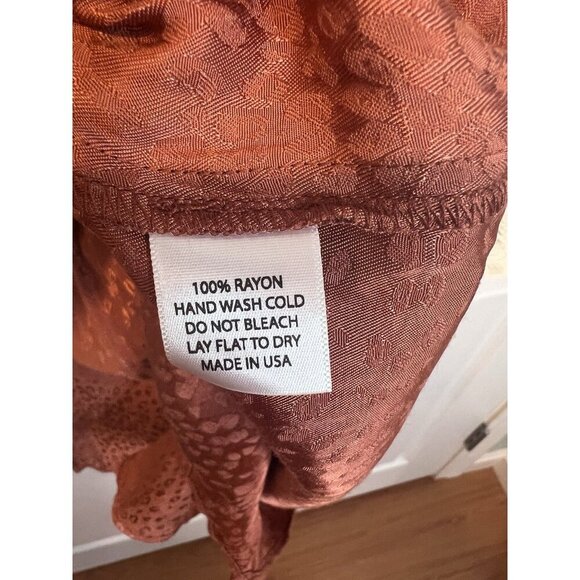 100% RAYON
HAND WASH COLD
DO NOT BLEACH
LAY FLAT TO DRY
MADE IN USA